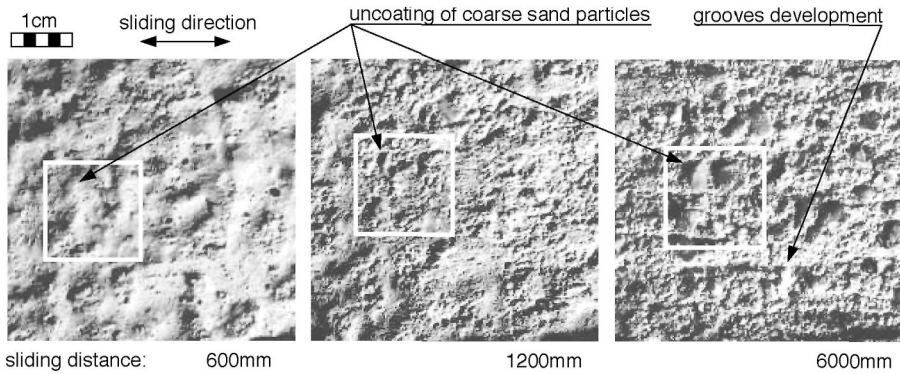 1cm
sliding direction
uncoating of coarse sand particles
grooves development
sliding distance: 600mm 1200mm 6000mm